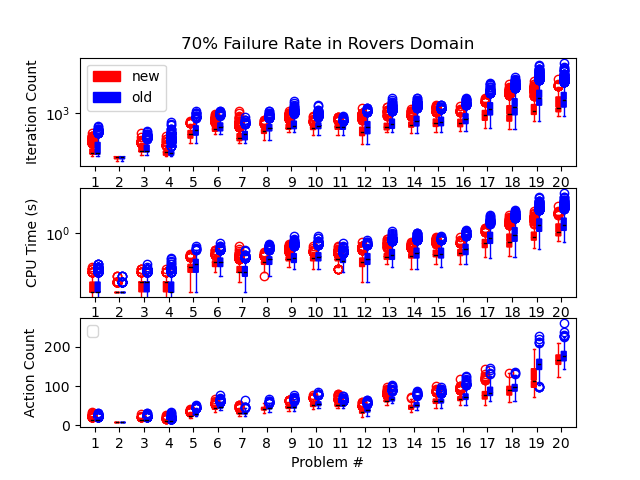 70% Failure Rate in Rovers Domain
Iteration Count
10³
new
old
1 2 3 4 5 6 7 8 9 10 11 12 13 14 15 16 17 18 19 20
CPU Time (s)
10⁰
1 2 3 4 5 6 7 8 9 10 11 12 13 14 15 16 17 18 19 20
Action Count
200
100
0
1 2 3 4 5 6 7 8 9 10 11 12 13 14 15 16 17 18 19 20
Problem #